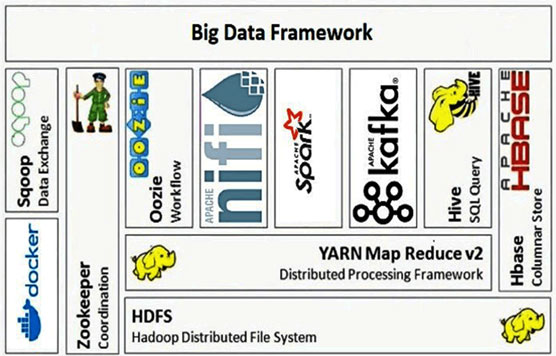 Big Data Framework
sqoop
Sqoop
Data Exchange
docker
Zookeeper
Coordination
OOZIE
Oozie
Workflow
APACHE
nifi
APACHE
Spark
APACHE
kafka®
HIVE
Hive
SQL Query
APACHE
HBASE
Hbase
Columnar Store
YARN Map Reduce v2
Distributed Processing Framework
HDFS
Hadoop Distributed File System